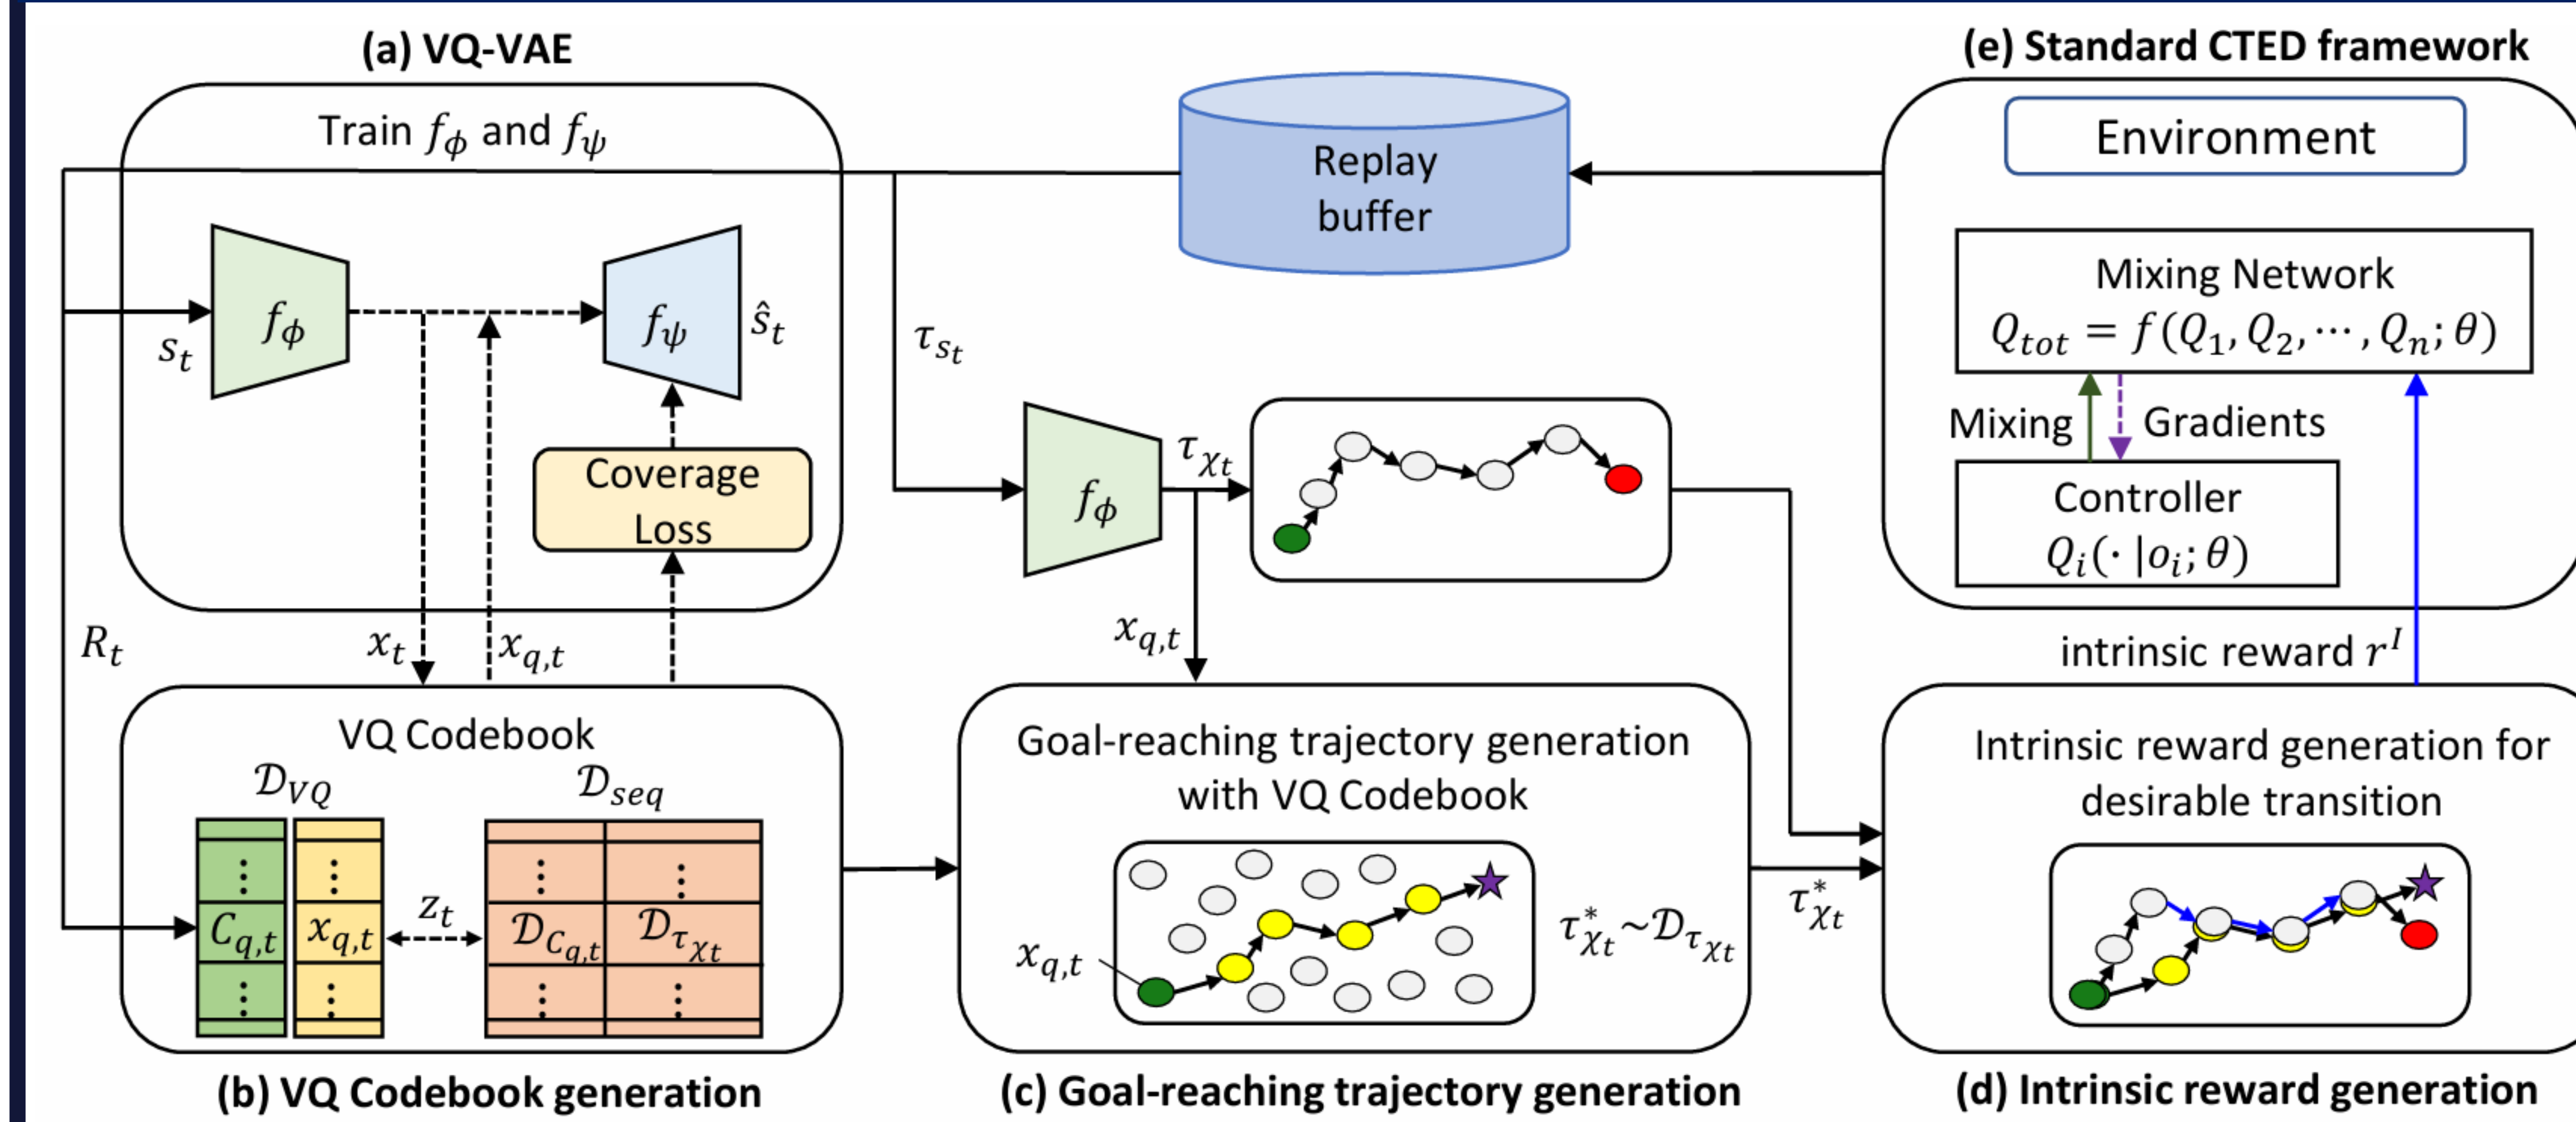 (a) VQ-VAE
Train f_ϕ and f_ψ
f_ϕ
f_ψ
ŝ_t
s_t
Coverage
Loss
R_t
x_t
x_{q,t}
VQ Codebook
𝒟_{VQ}
𝒟_{seq}
⋮
⋮
⋮
⋮
C_{q,t}
x_{q,t}
z_t
𝒟_{C_{q,t}}
𝒟_{τ_{χ_t}}
⋮
⋮
⋮
⋮
(b) VQ Codebook generation
Replay
buffer
τ_{s_t}
f_ϕ
τ_{χ_t}
x_{q,t}
Goal-reaching trajectory generation
with VQ Codebook
x_{q,t}
τ*_{χ_t}~𝒟_{τ_{χ_t}}
τ*_{χ_t}
(c) Goal-reaching trajectory generation
(e) Standard CTED framework
Environment
Mixing Network
Q_{tot} = f(Q_1, Q_2, ⋯, Q_n; θ)
Mixing
Gradients
Controller
Q_i(· |o_i; θ)
intrinsic reward r^I
Intrinsic reward generation for
desirable transition
(d) Intrinsic reward generation